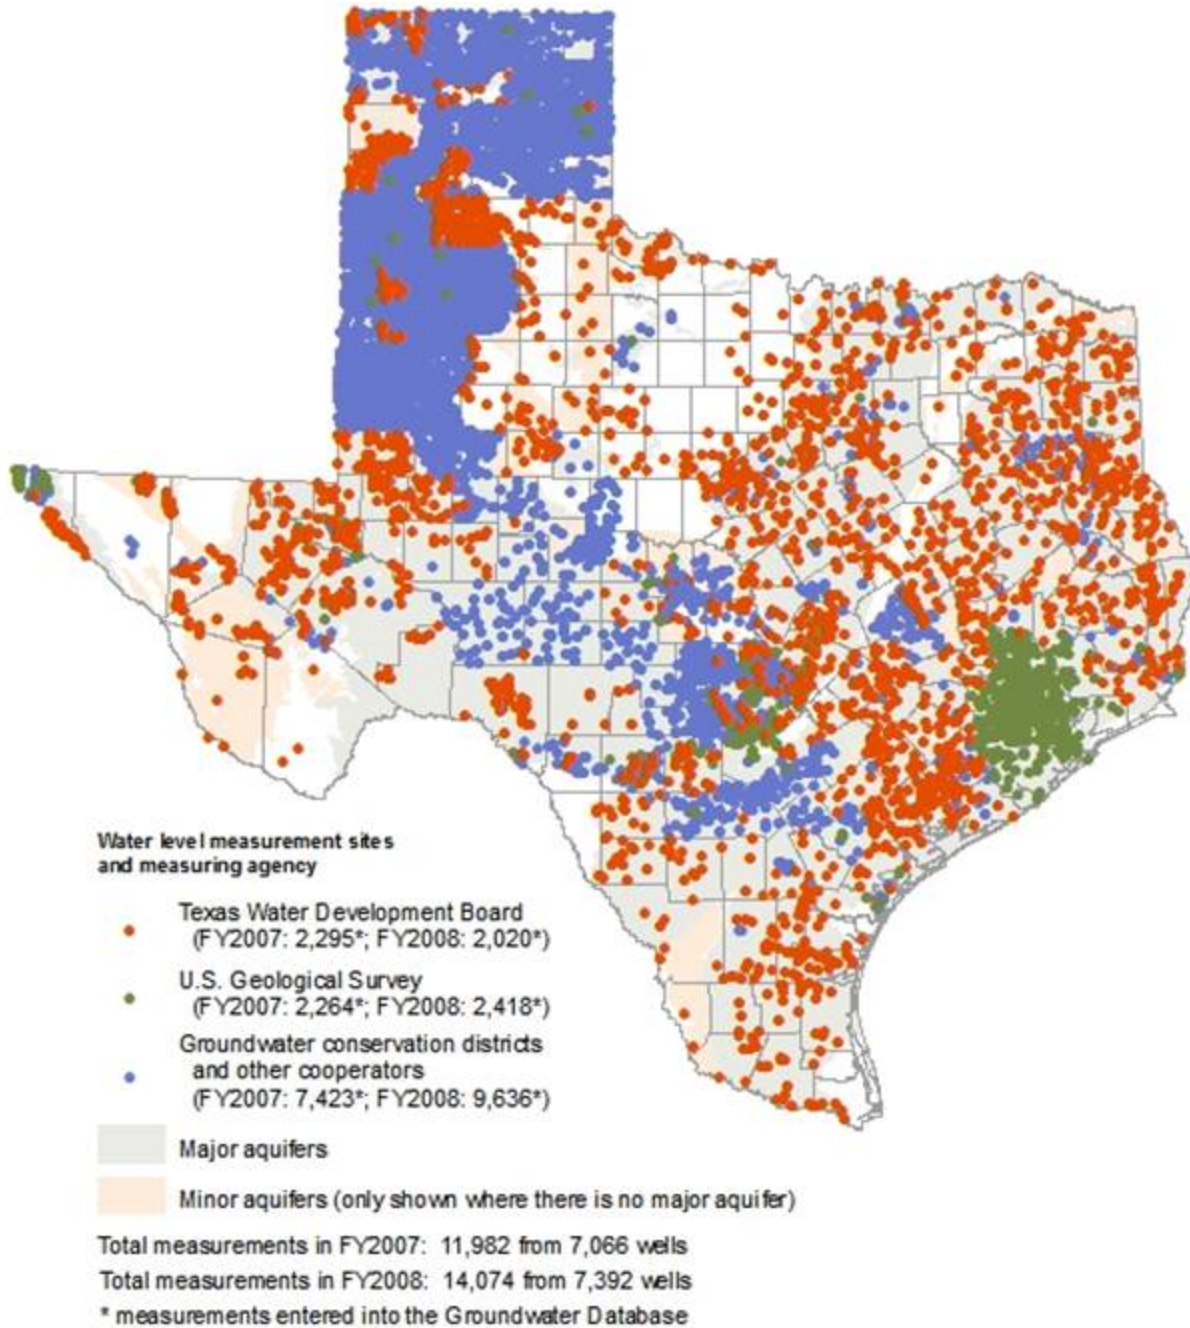 Water level measurement sites
and measuring agency
Texas Water Development Board
(FY2007: 2,295*; FY2008: 2,020*)
U.S. Geological Survey
(FY2007: 2,264*; FY2008: 2,418*)
Groundwater conservation districts
and other cooperators
(FY2007: 7,423*; FY2008: 9,636*)
Major aquifers
Minor aquifers (only shown where there is no major aquifer)
Total measurements in FY2007: 11,982 from 7,066 wells
Total measurements in FY2008: 14,074 from 7,392 wells
* measurements entered into the Groundwater Database